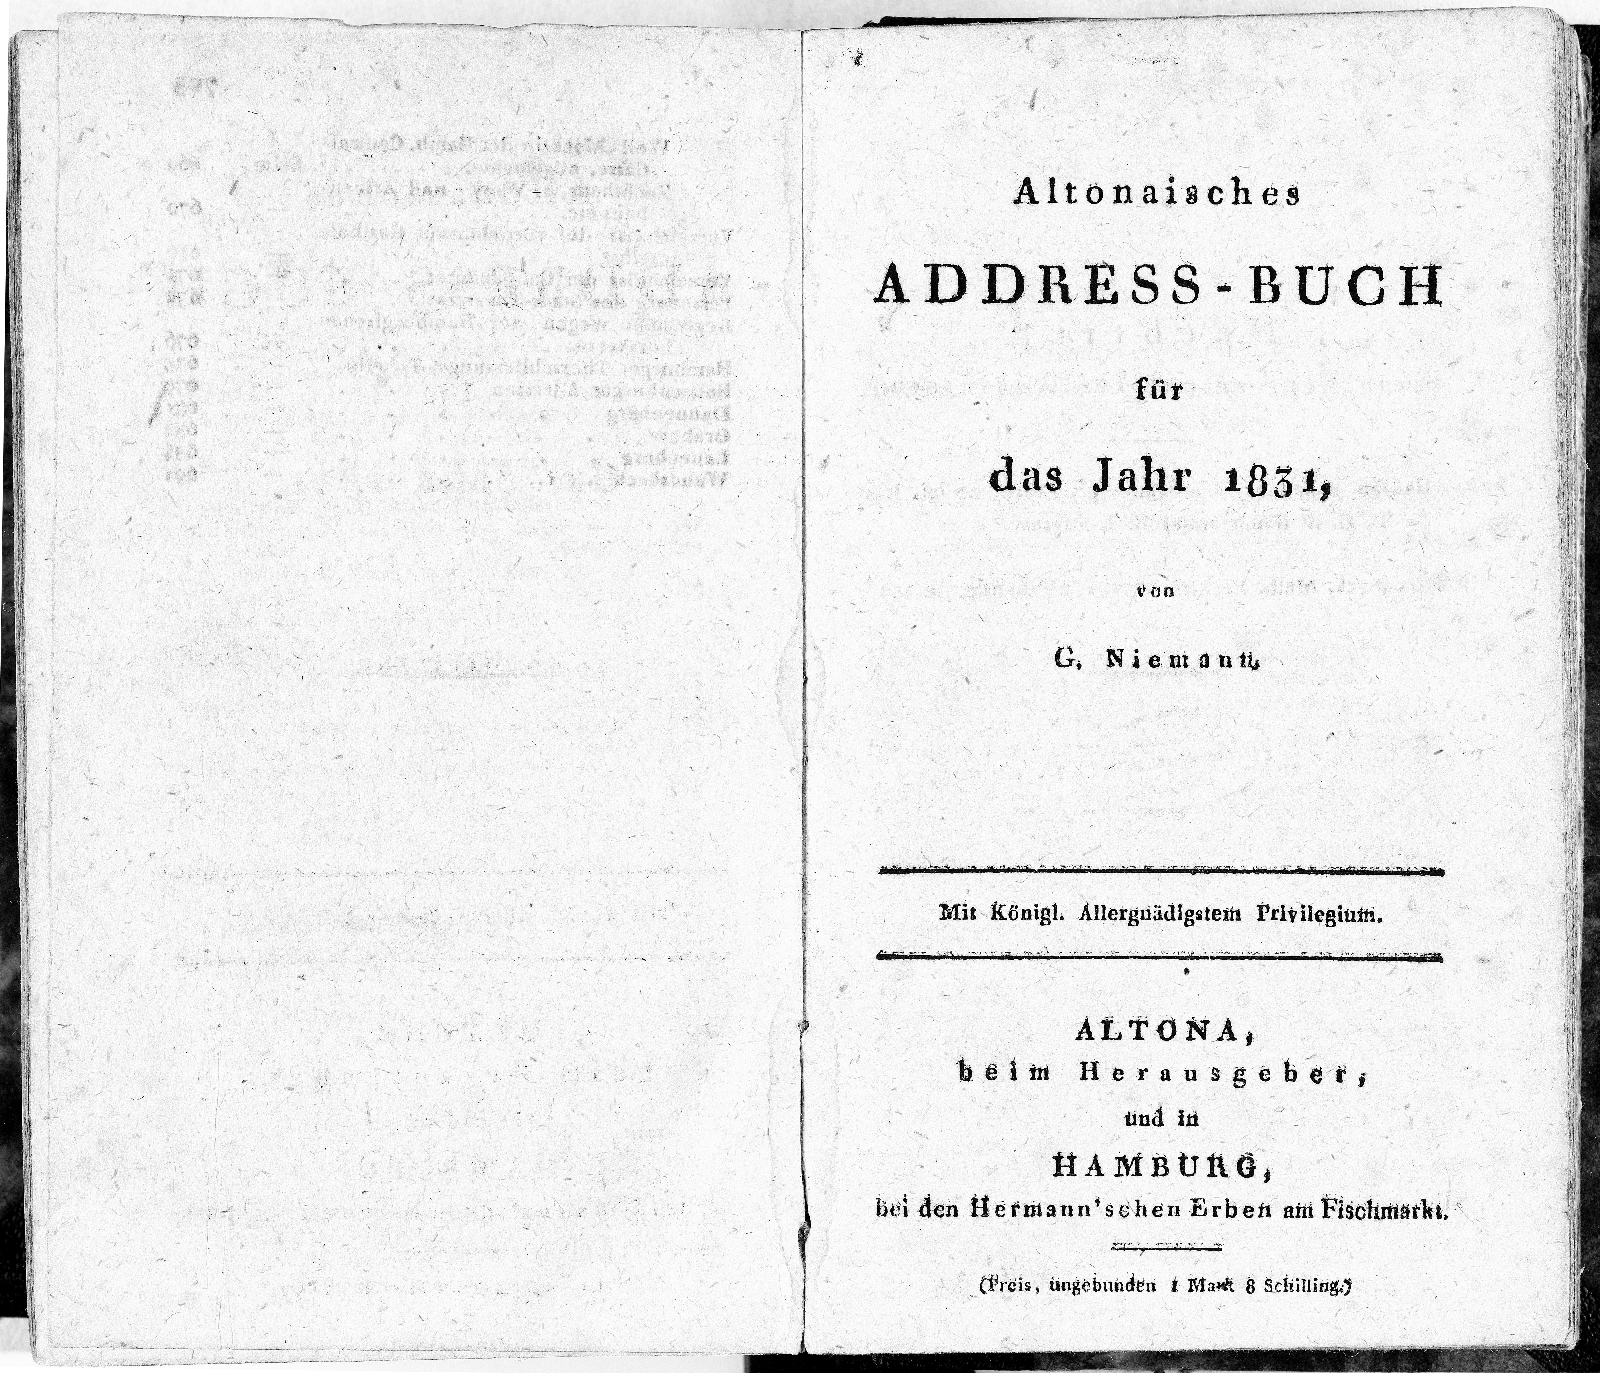 Altonaisches
ADDRESS-BUCH
für
das Jahr 1831,
von
G. Niemann,
Mit Königl. Allergnädigstem Privilegium.
ALTONA,
beim Herausgeber,
und in
HAMBURG,
bei den Hermann'schen Erben am Fischmarkt.
(Preis, ungebunden 1 Mark 8 Schilling.)